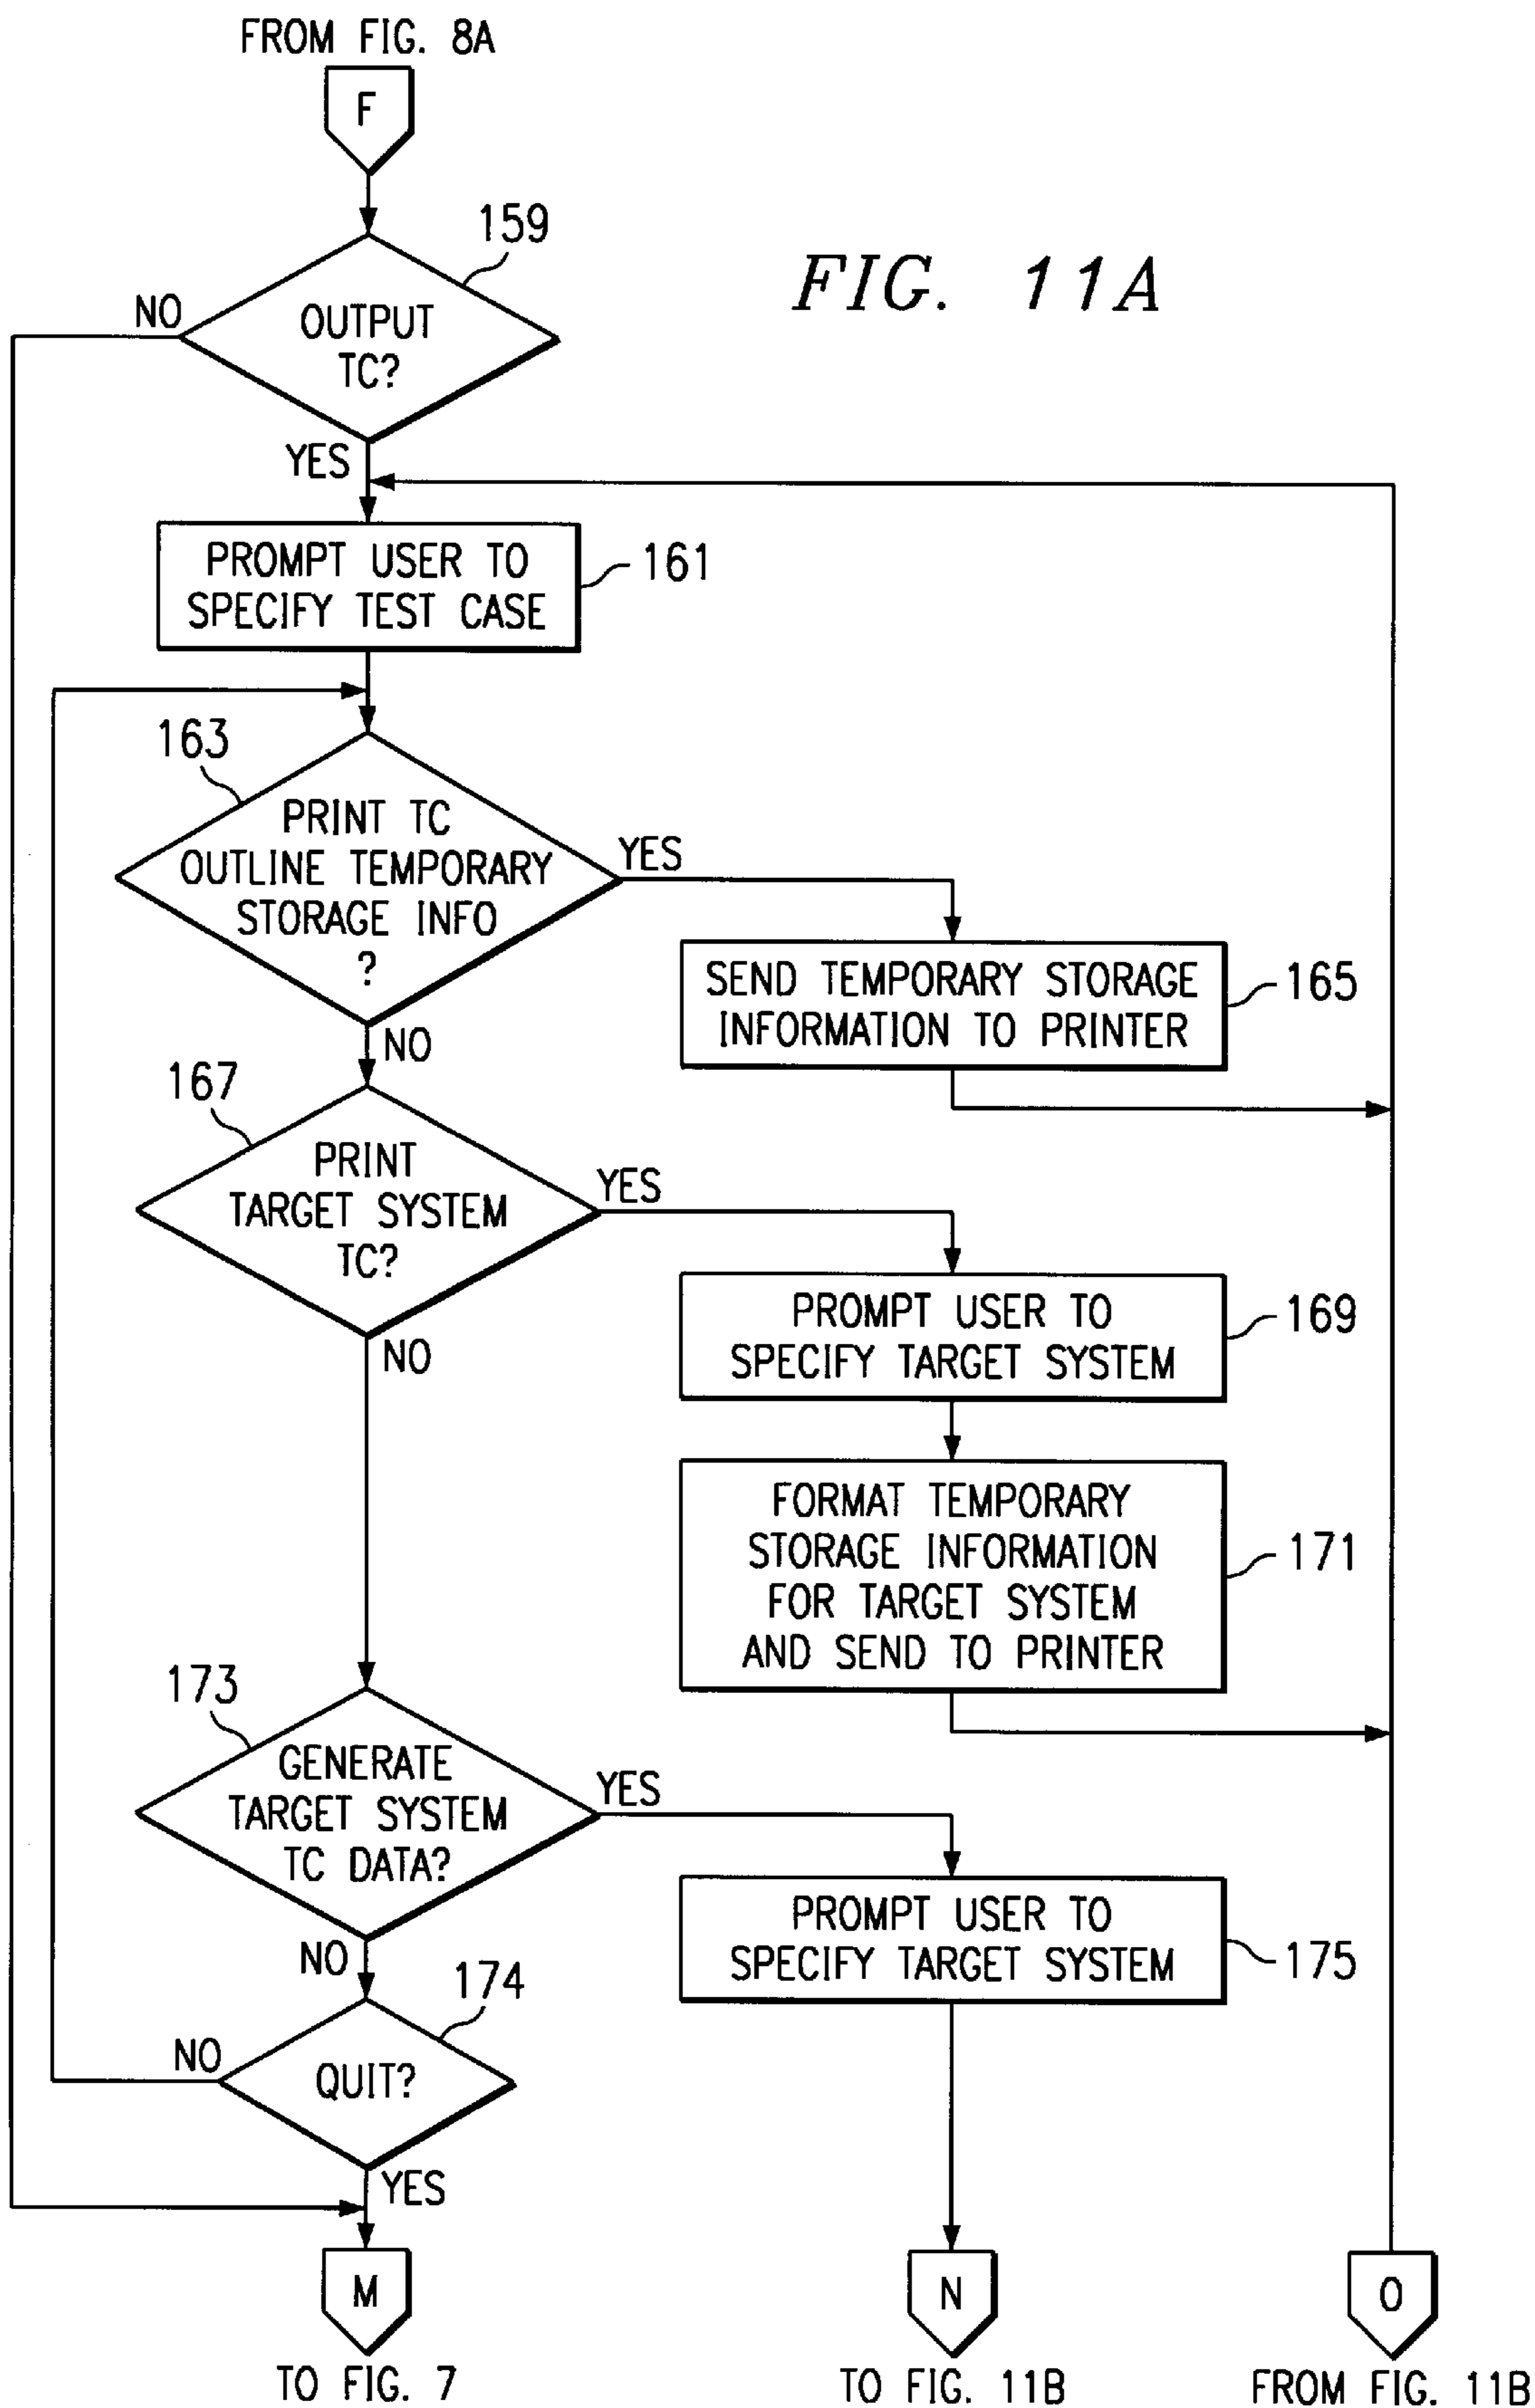 FROM FIG. 8A
F
159
FIG. 11A
NO
OUTPUT
TC?
YES
PROMPT USER TO
SPECIFY TEST CASE
161
163
PRINT TC
OUTLINE TEMPORARY
STORAGE INFO
?
YES
SEND TEMPORARY STORAGE
INFORMATION TO PRINTER
165
NO
167
PRINT
TARGET SYSTEM
TC?
YES
PROMPT USER TO
SPECIFY TARGET SYSTEM
169
NO
FORMAT TEMPORARY
STORAGE INFORMATION
FOR TARGET SYSTEM
AND SEND TO PRINTER
171
173
GENERATE
TARGET SYSTEM
TC DATA?
YES
PROMPT USER TO
SPECIFY TARGET SYSTEM
175
NO
174
NO
QUIT?
YES
M
N
O
TO FIG. 7
TO FIG. 11B
FROM FIG. 11B